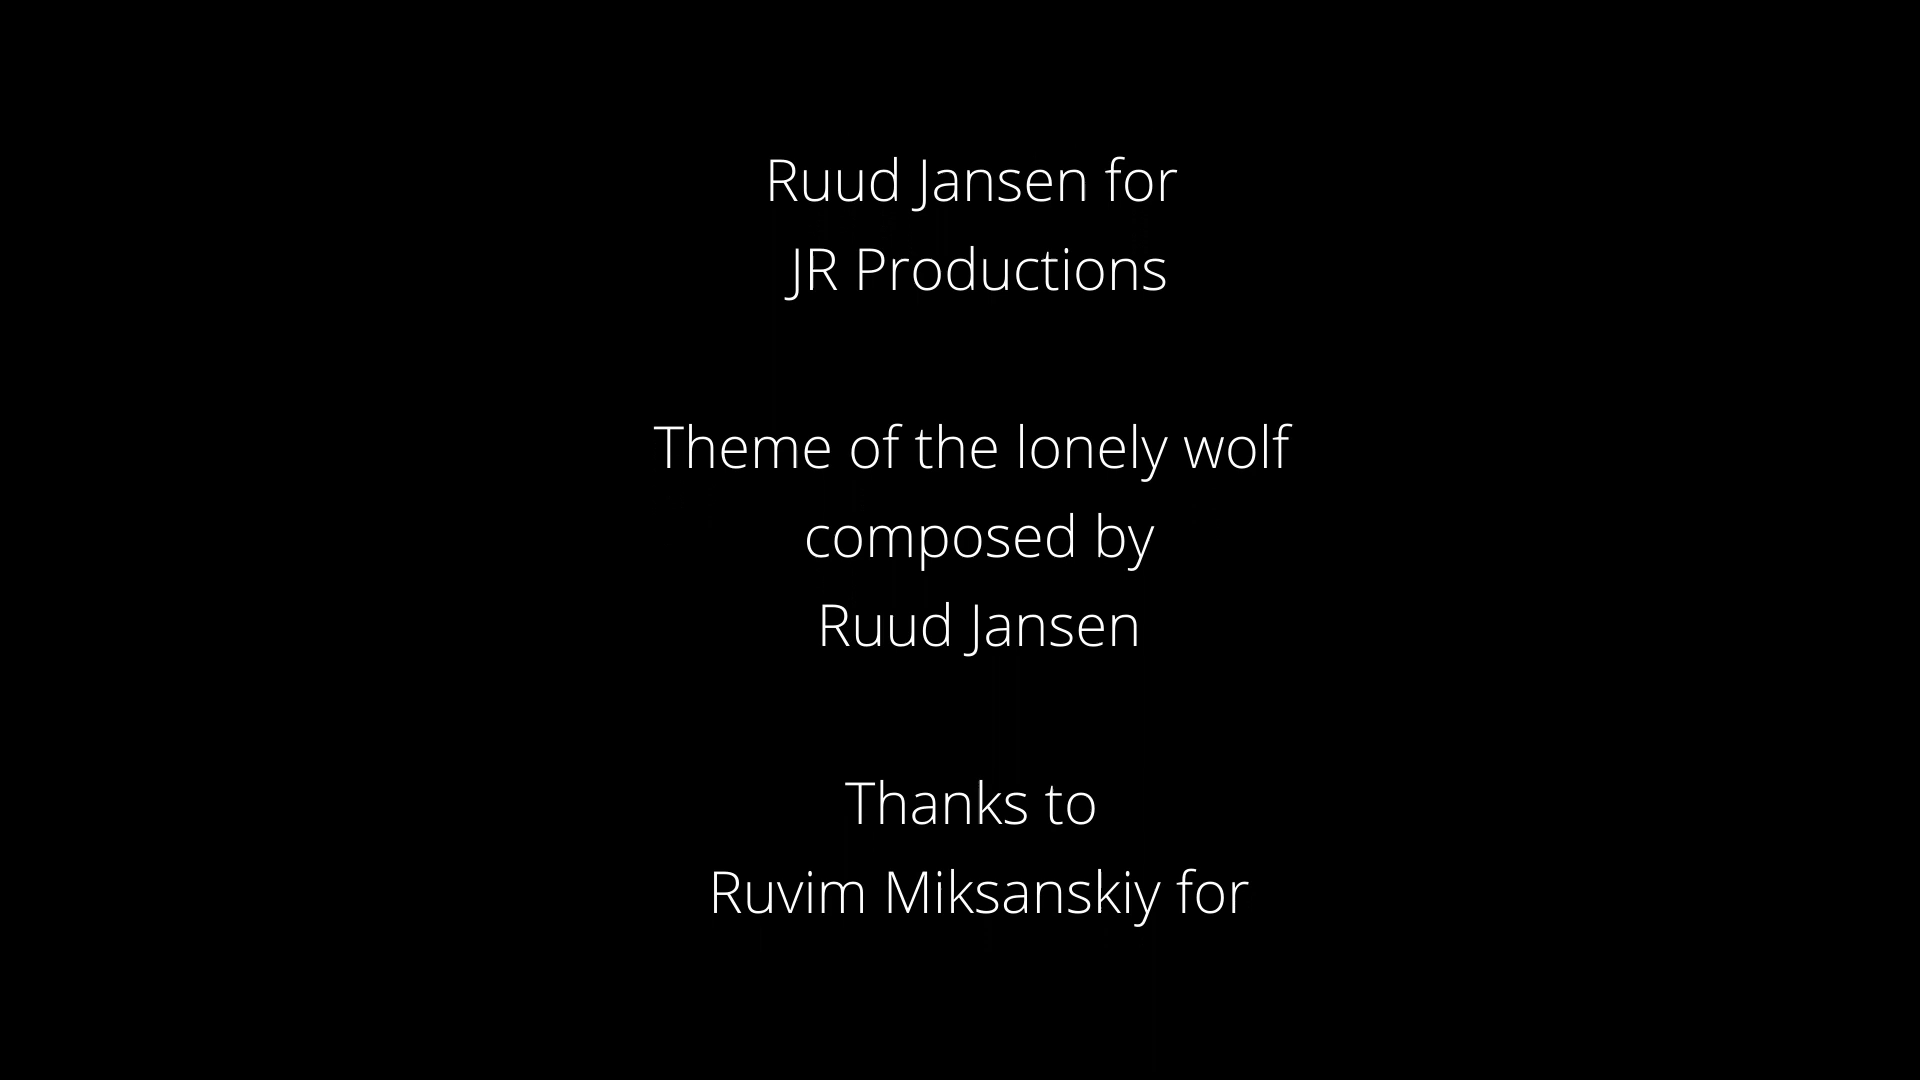 Ruud Jansen for
JR Productions
Theme of the lonely wolf
composed by
Ruud Jansen
Thanks to
Ruvim Miksanskiy for